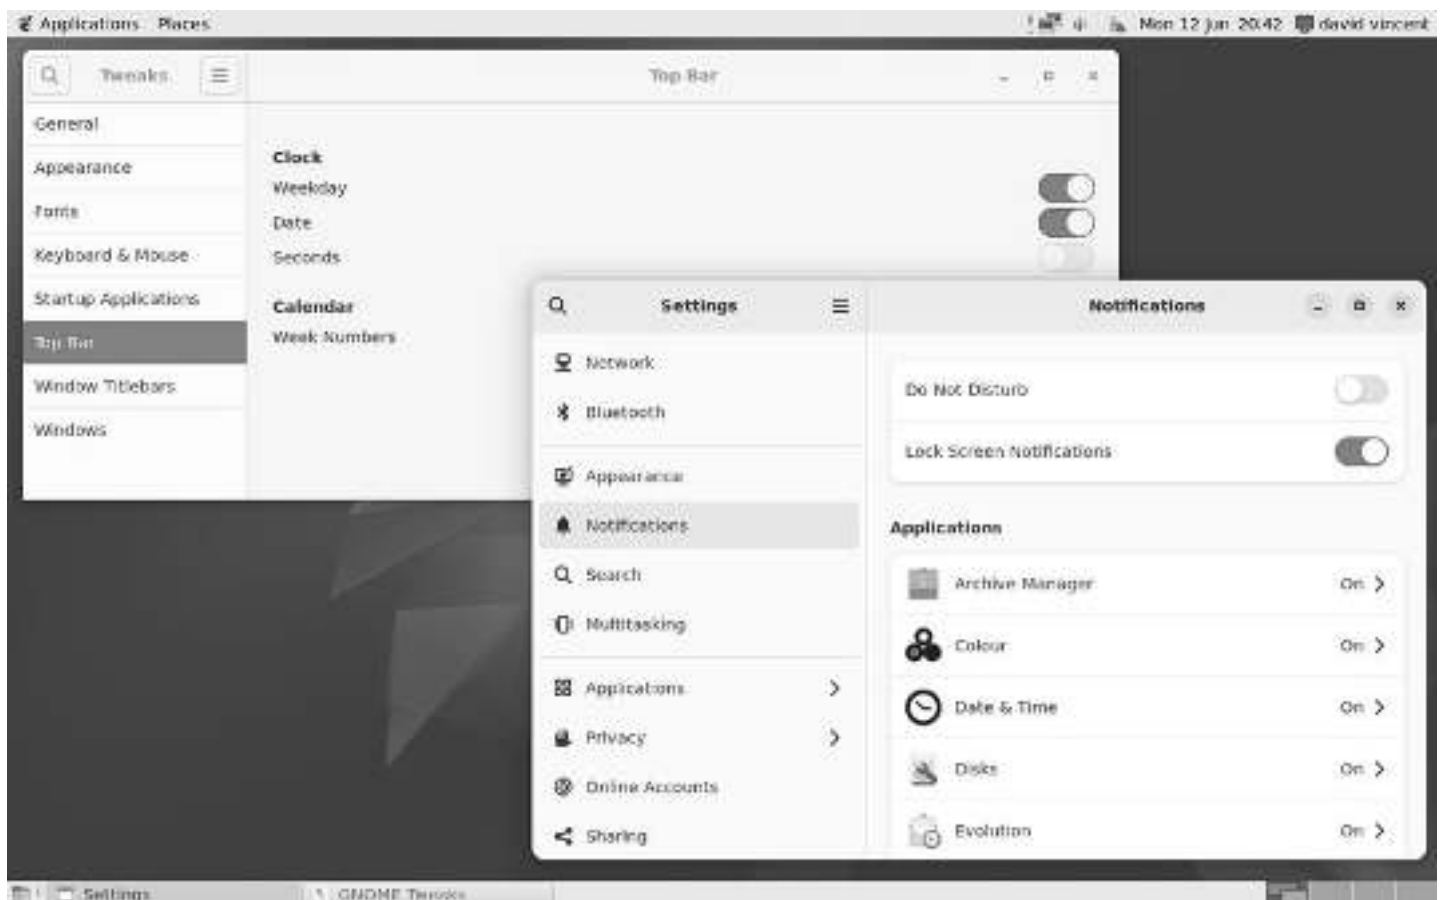 Applications Places
Mon 12 Jun 20:42 david vincent
Tweaks
Top Bar
General
Appearance
Fonts
Keyboard & Mouse
Startup Applications
Top Bar
Window Titlebars
Windows
Clock
Weekday
Date
Seconds
Calendar
Week Numbers
Settings
Notifications
Network
Bluetooth
Appearance
Notifications
Search
Multitasking
Applications
Privacy
Online Accounts
Sharing
Do Not Disturb
Lock Screen Notifications
Applications
Archive Manager On
Colour On
Date & Time On
Disks On
Evolution On
Settings
GNOME Tweaks